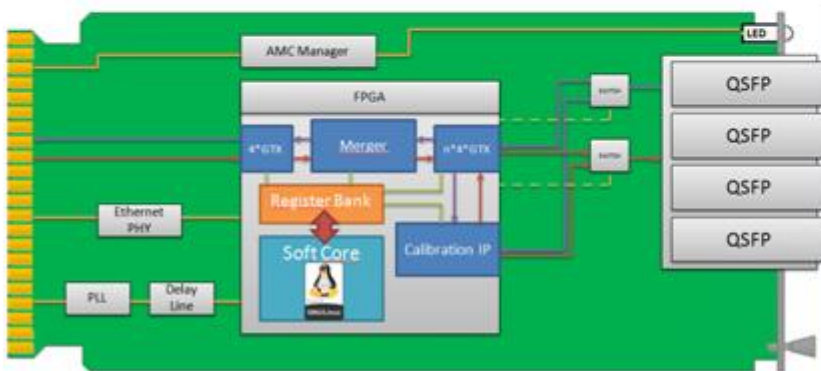 LED
AMC Manager
FPGA
QSFP
4*GTX
Merger
n*4*GTX
QSFP
Register Bank
Ethernet
PHY
QSFP
Soft Core
Calibration IP
QSFP
PLL
Delay
Line